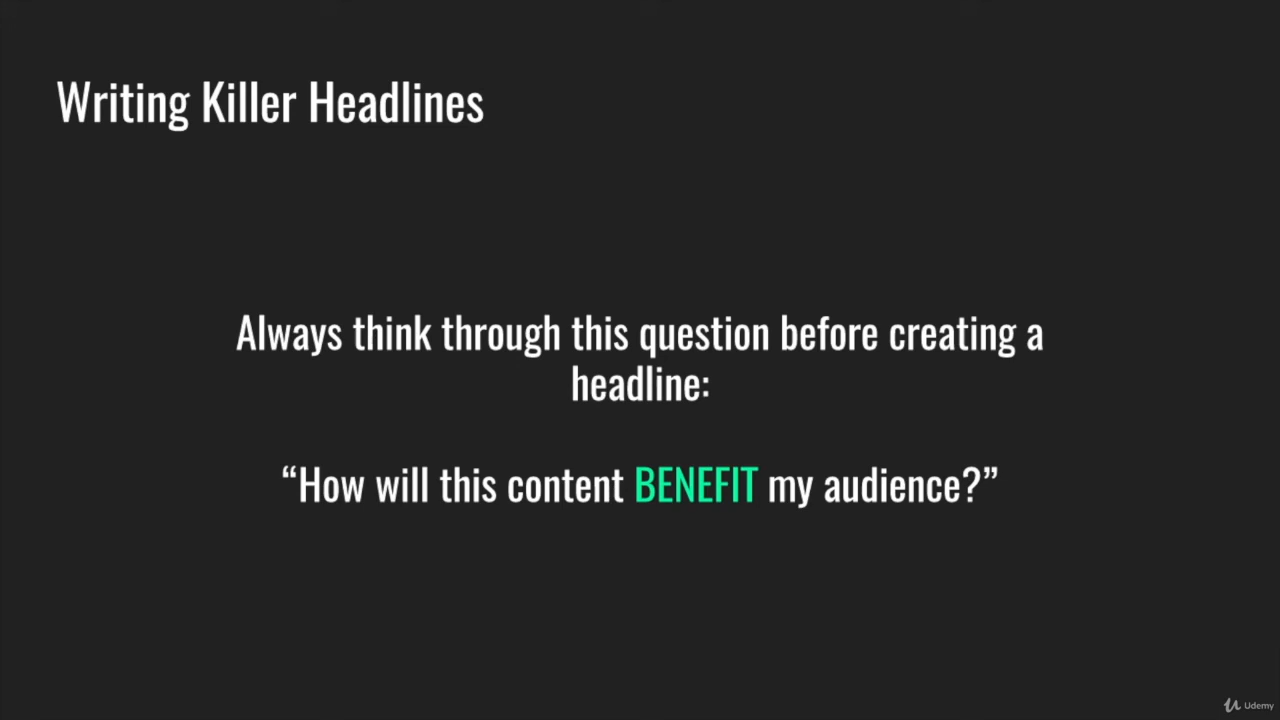 Writing Killer Headlines
Always think through this question before creating a
headline:
“How will this content BENEFIT my audience?”
Udemy